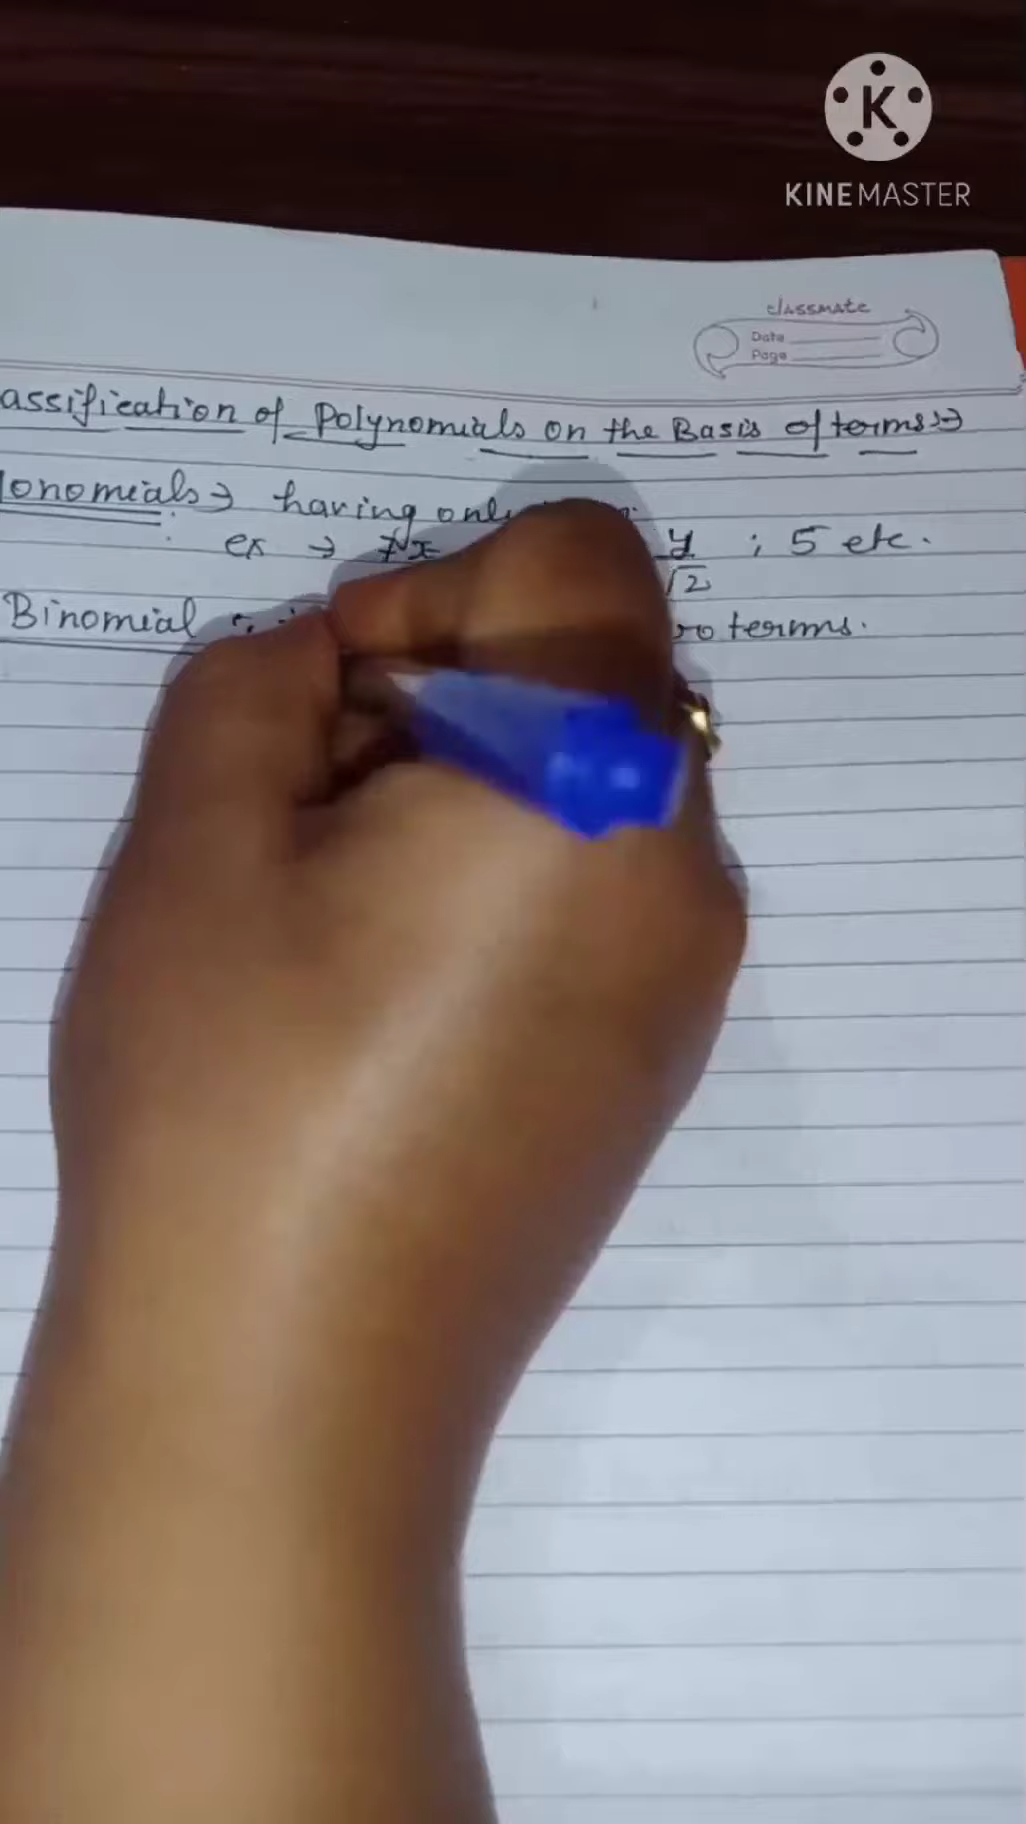 KINEMASTER
classmate
Date
Page
assification of Polynomials on the Basis of terms :→
onomials → having only
ex → 7x y/√2 ; 5 etc.
Binomial terms.